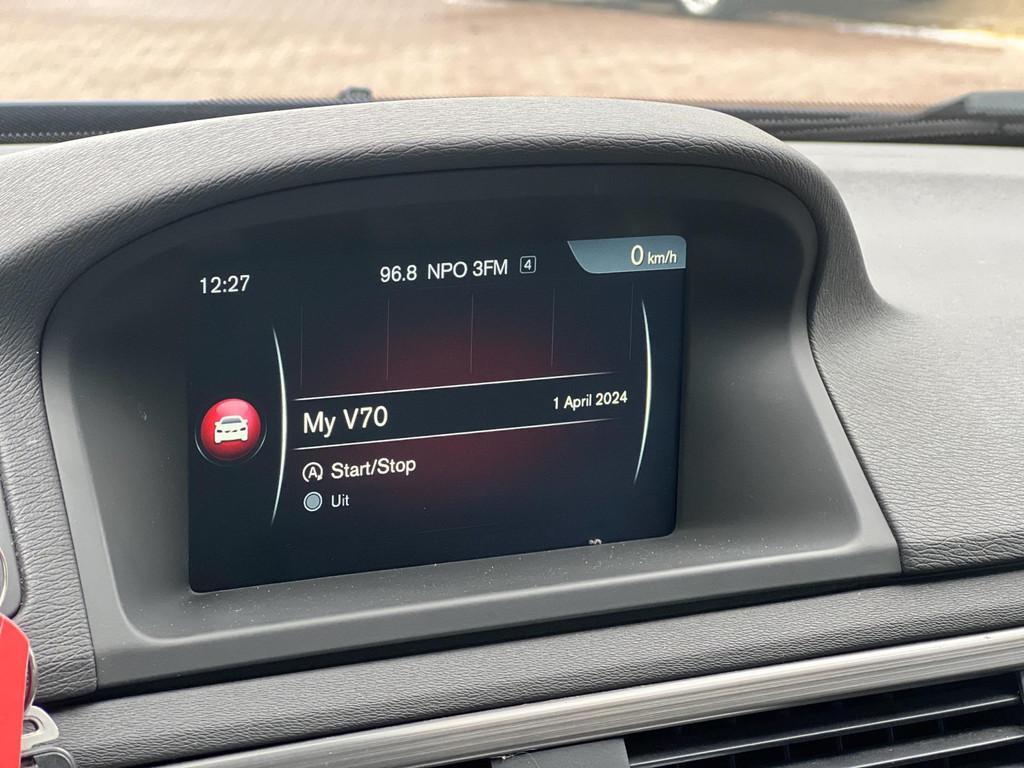 12:27
96.8 NPO 3FM 4
0 km/h
My V70
1 April 2024
A Start/Stop
Uit